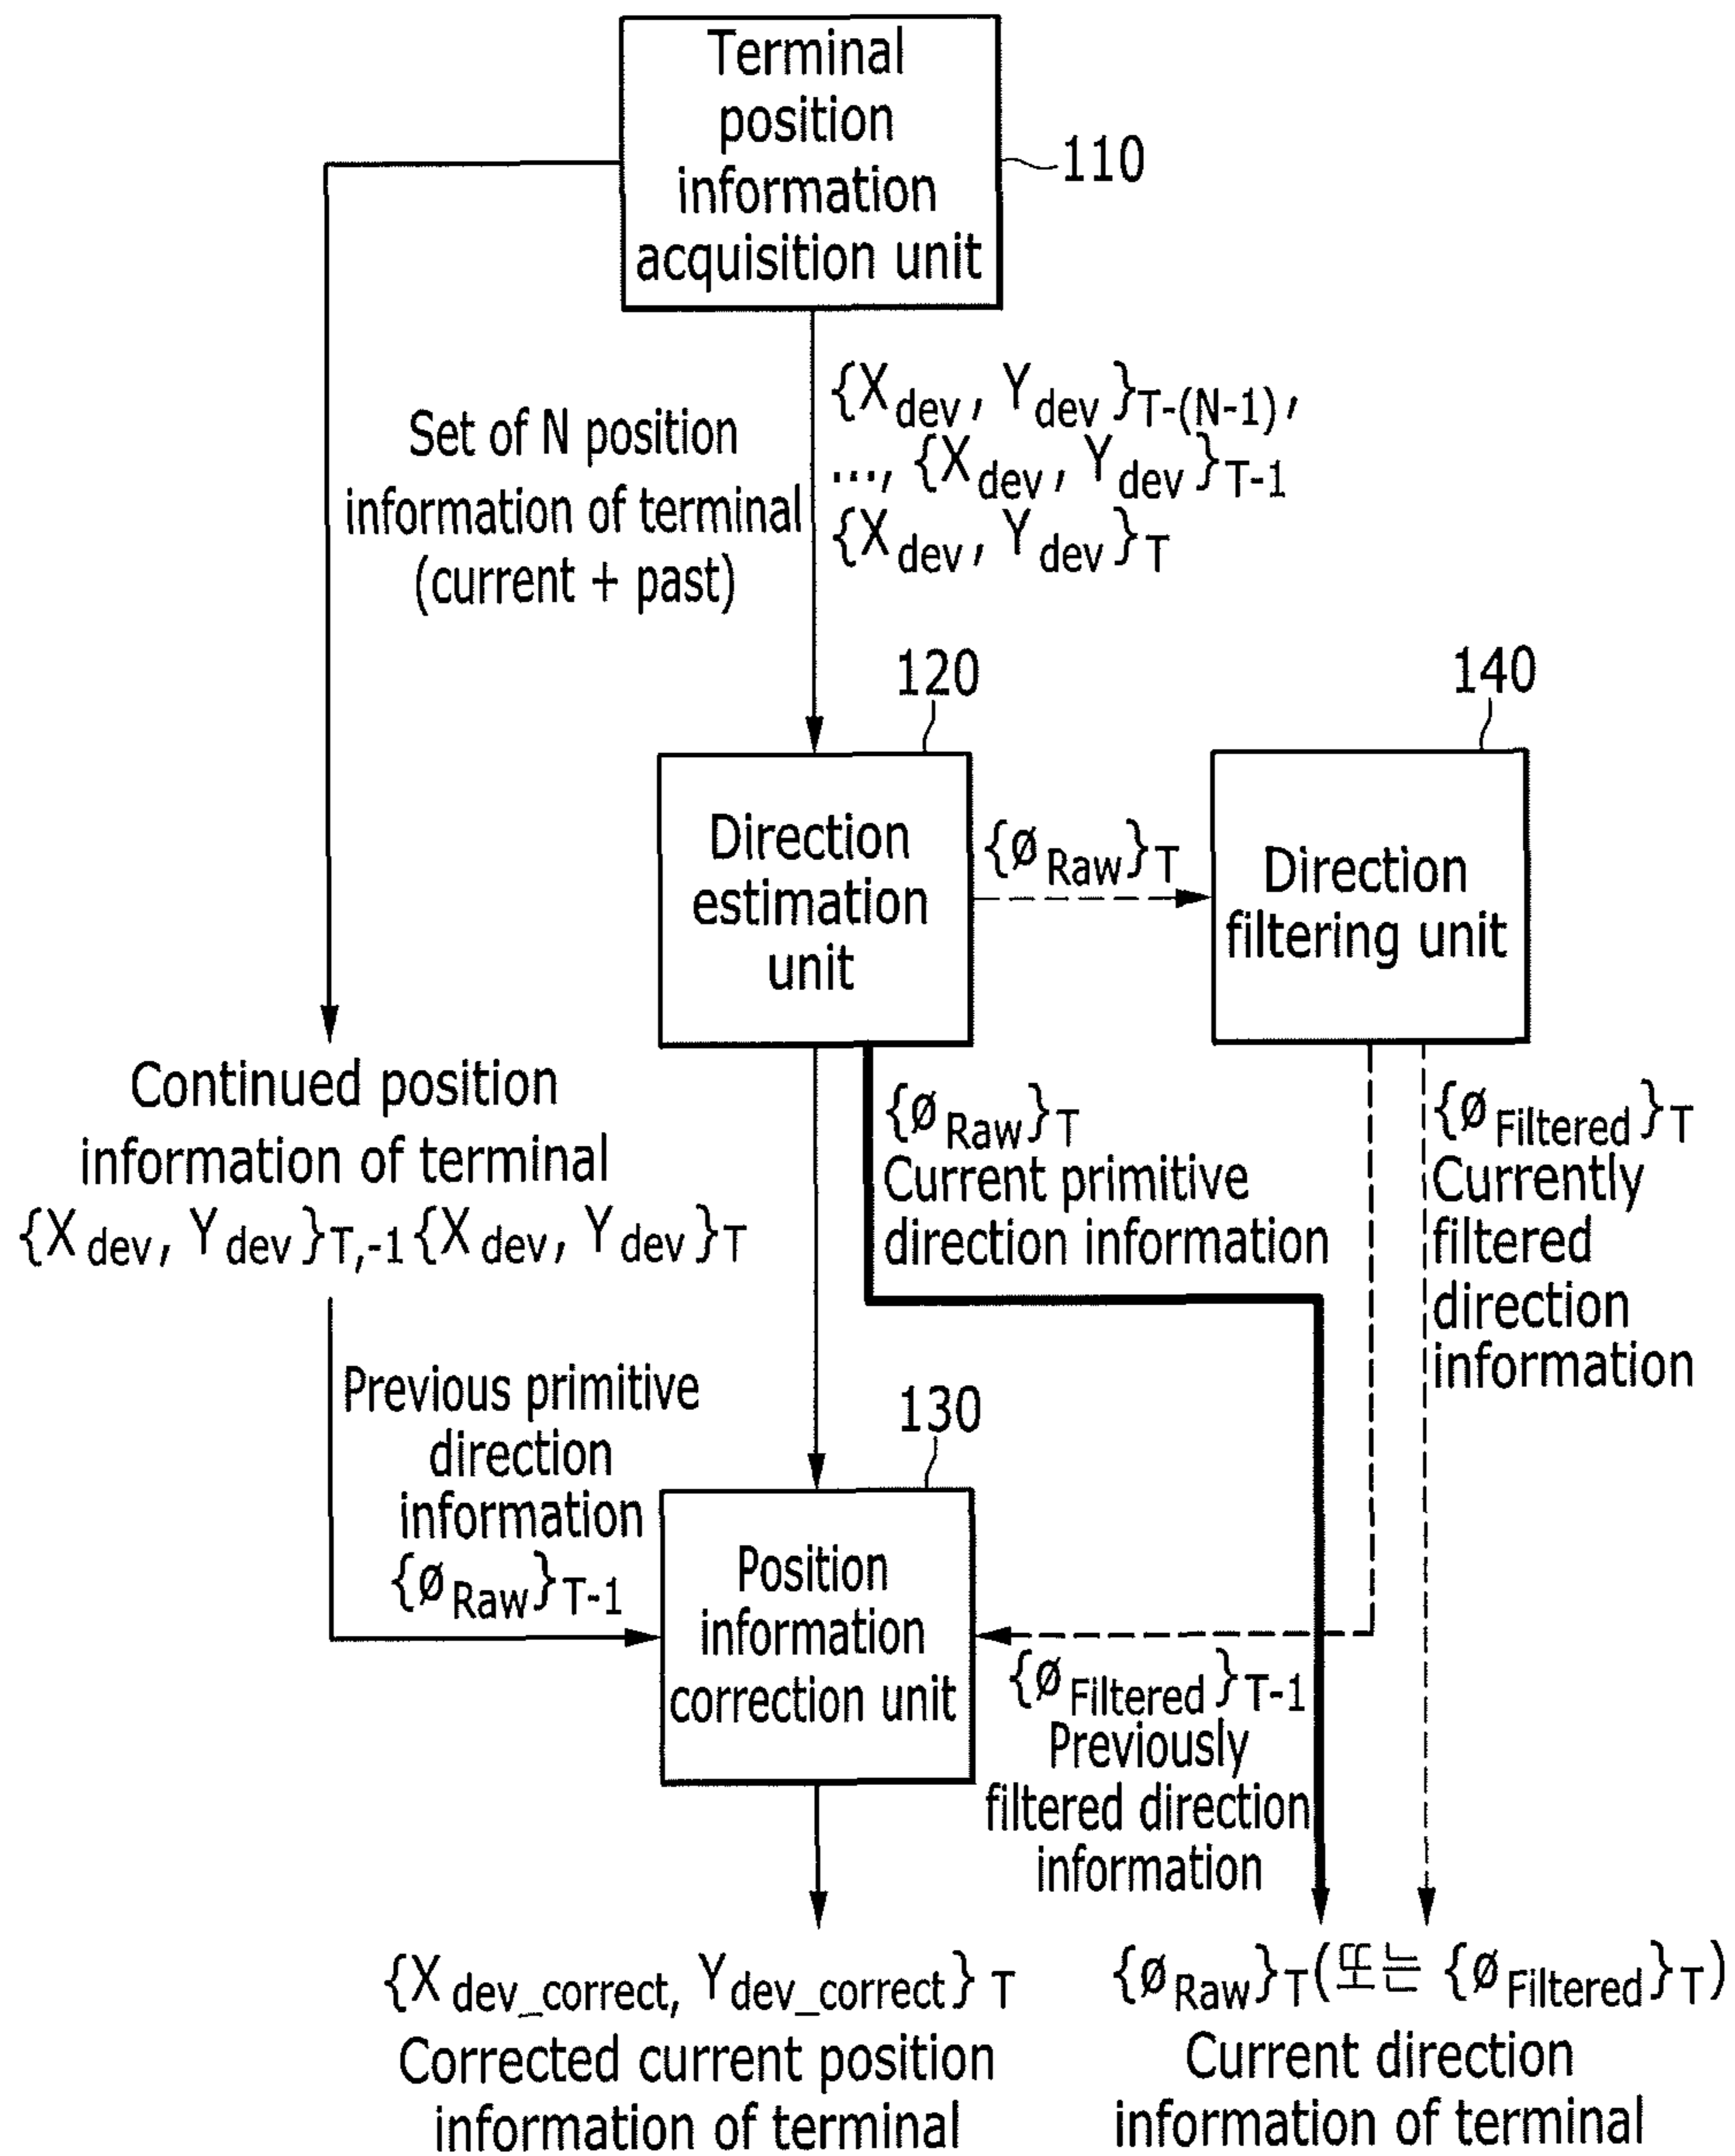 Terminal
position
information
acquisition unit
110
Set of N position
information of terminal
(current + past)
{X dev, Y dev}T-(N-1),
..., {X dev, Y dev}T-1
{X dev, Y dev}T
120
140
Direction
estimation
unit
{ø Raw}T
Direction
filtering unit
Continued position
information of terminal
{X dev, Y dev}T,-1 {X dev, Y dev}T
{ø Raw}T
Current primitive
direction information
{ø Filtered}T
Currently
filtered
direction
information
Previous primitive
direction
information
{ø Raw}T-1
130
Position
information
correction unit
{ø Filtered}T-1
Previously
filtered direction
information
{X dev_correct, Y dev_correct} T
Corrected current position
information of terminal
{ø Raw}T(또는 {ø Filtered}T)
Current direction
information of terminal